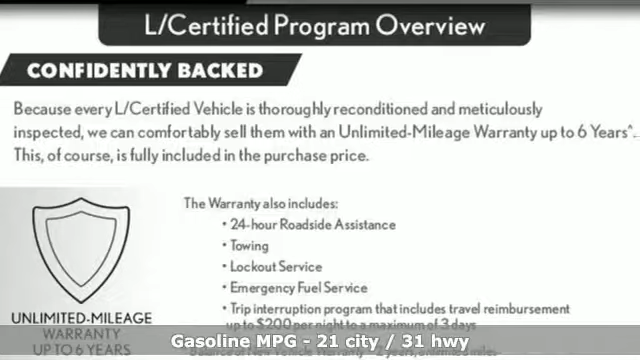 L/Certified Program Overview
CONFIDENTLY BACKED
Because every L/Certified Vehicle is thoroughly reconditioned and meticulously
inspected, we can comfortably sell them with an Unlimited-Mileage Warranty up to 6 Years^.
This, of course, is fully included in the purchase price.
The Warranty also includes:
• 24-hour Roadside Assistance
• Towing
• Lockout Service
• Emergency Fuel Service
• Trip interruption program that includes travel reimbursement
up to $200 per night to a maximum of 3 days
UNLIMITED-MILEAGE
WARRANTY
UP TO 6 YEARS
Gasoline MPG - 21 city / 31 hwy